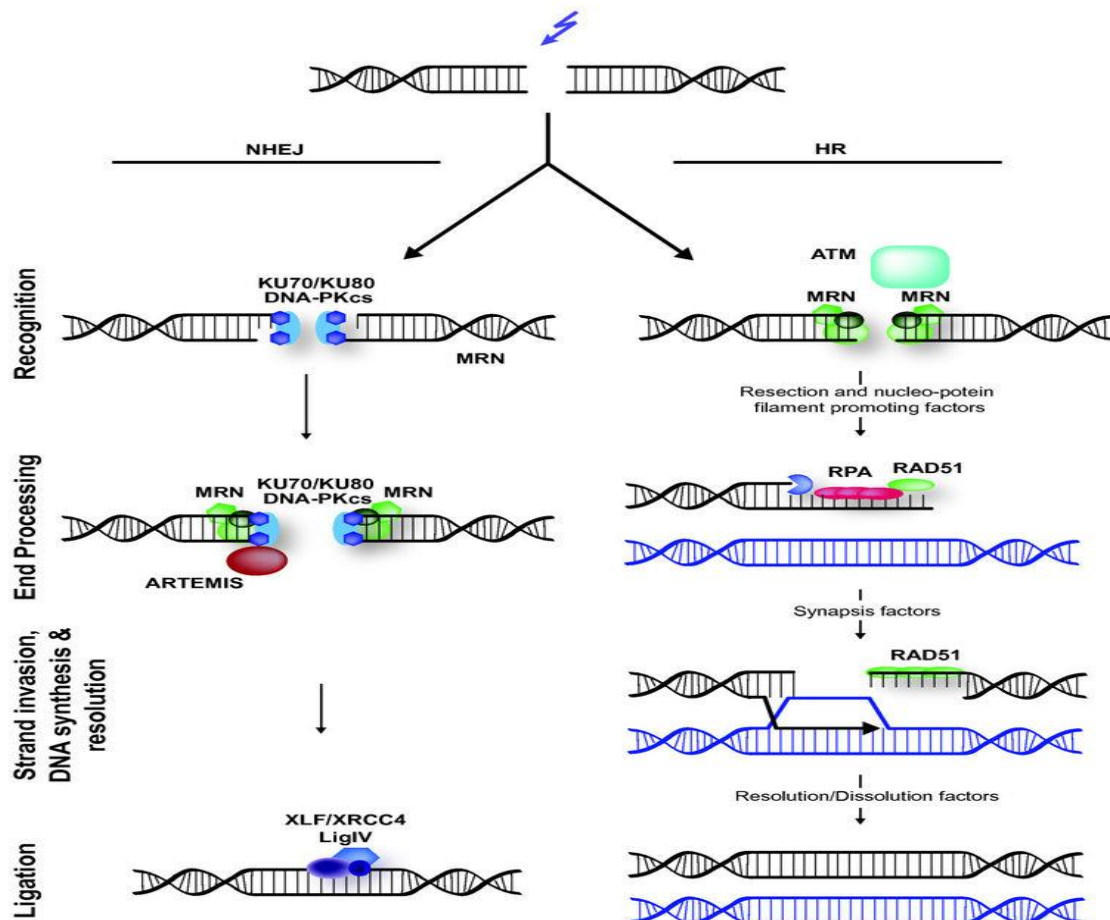 NHEJ
HR
Recognition
KU70/KU80
DNA-PKcs
MRN
ATM
MRN
MRN
Resection and nucleo-potein
filament promoting factors
End Processing
MRN
KU70/KU80
DNA-PKcs
MRN
ARTEMIS
RPA
RAD51
Synapsis factors
Strand invasion,
DNA synthesis &
resolution
RAD51
Resolution/Dissolution factors
Ligation
XLF/XRCC4
LigIV